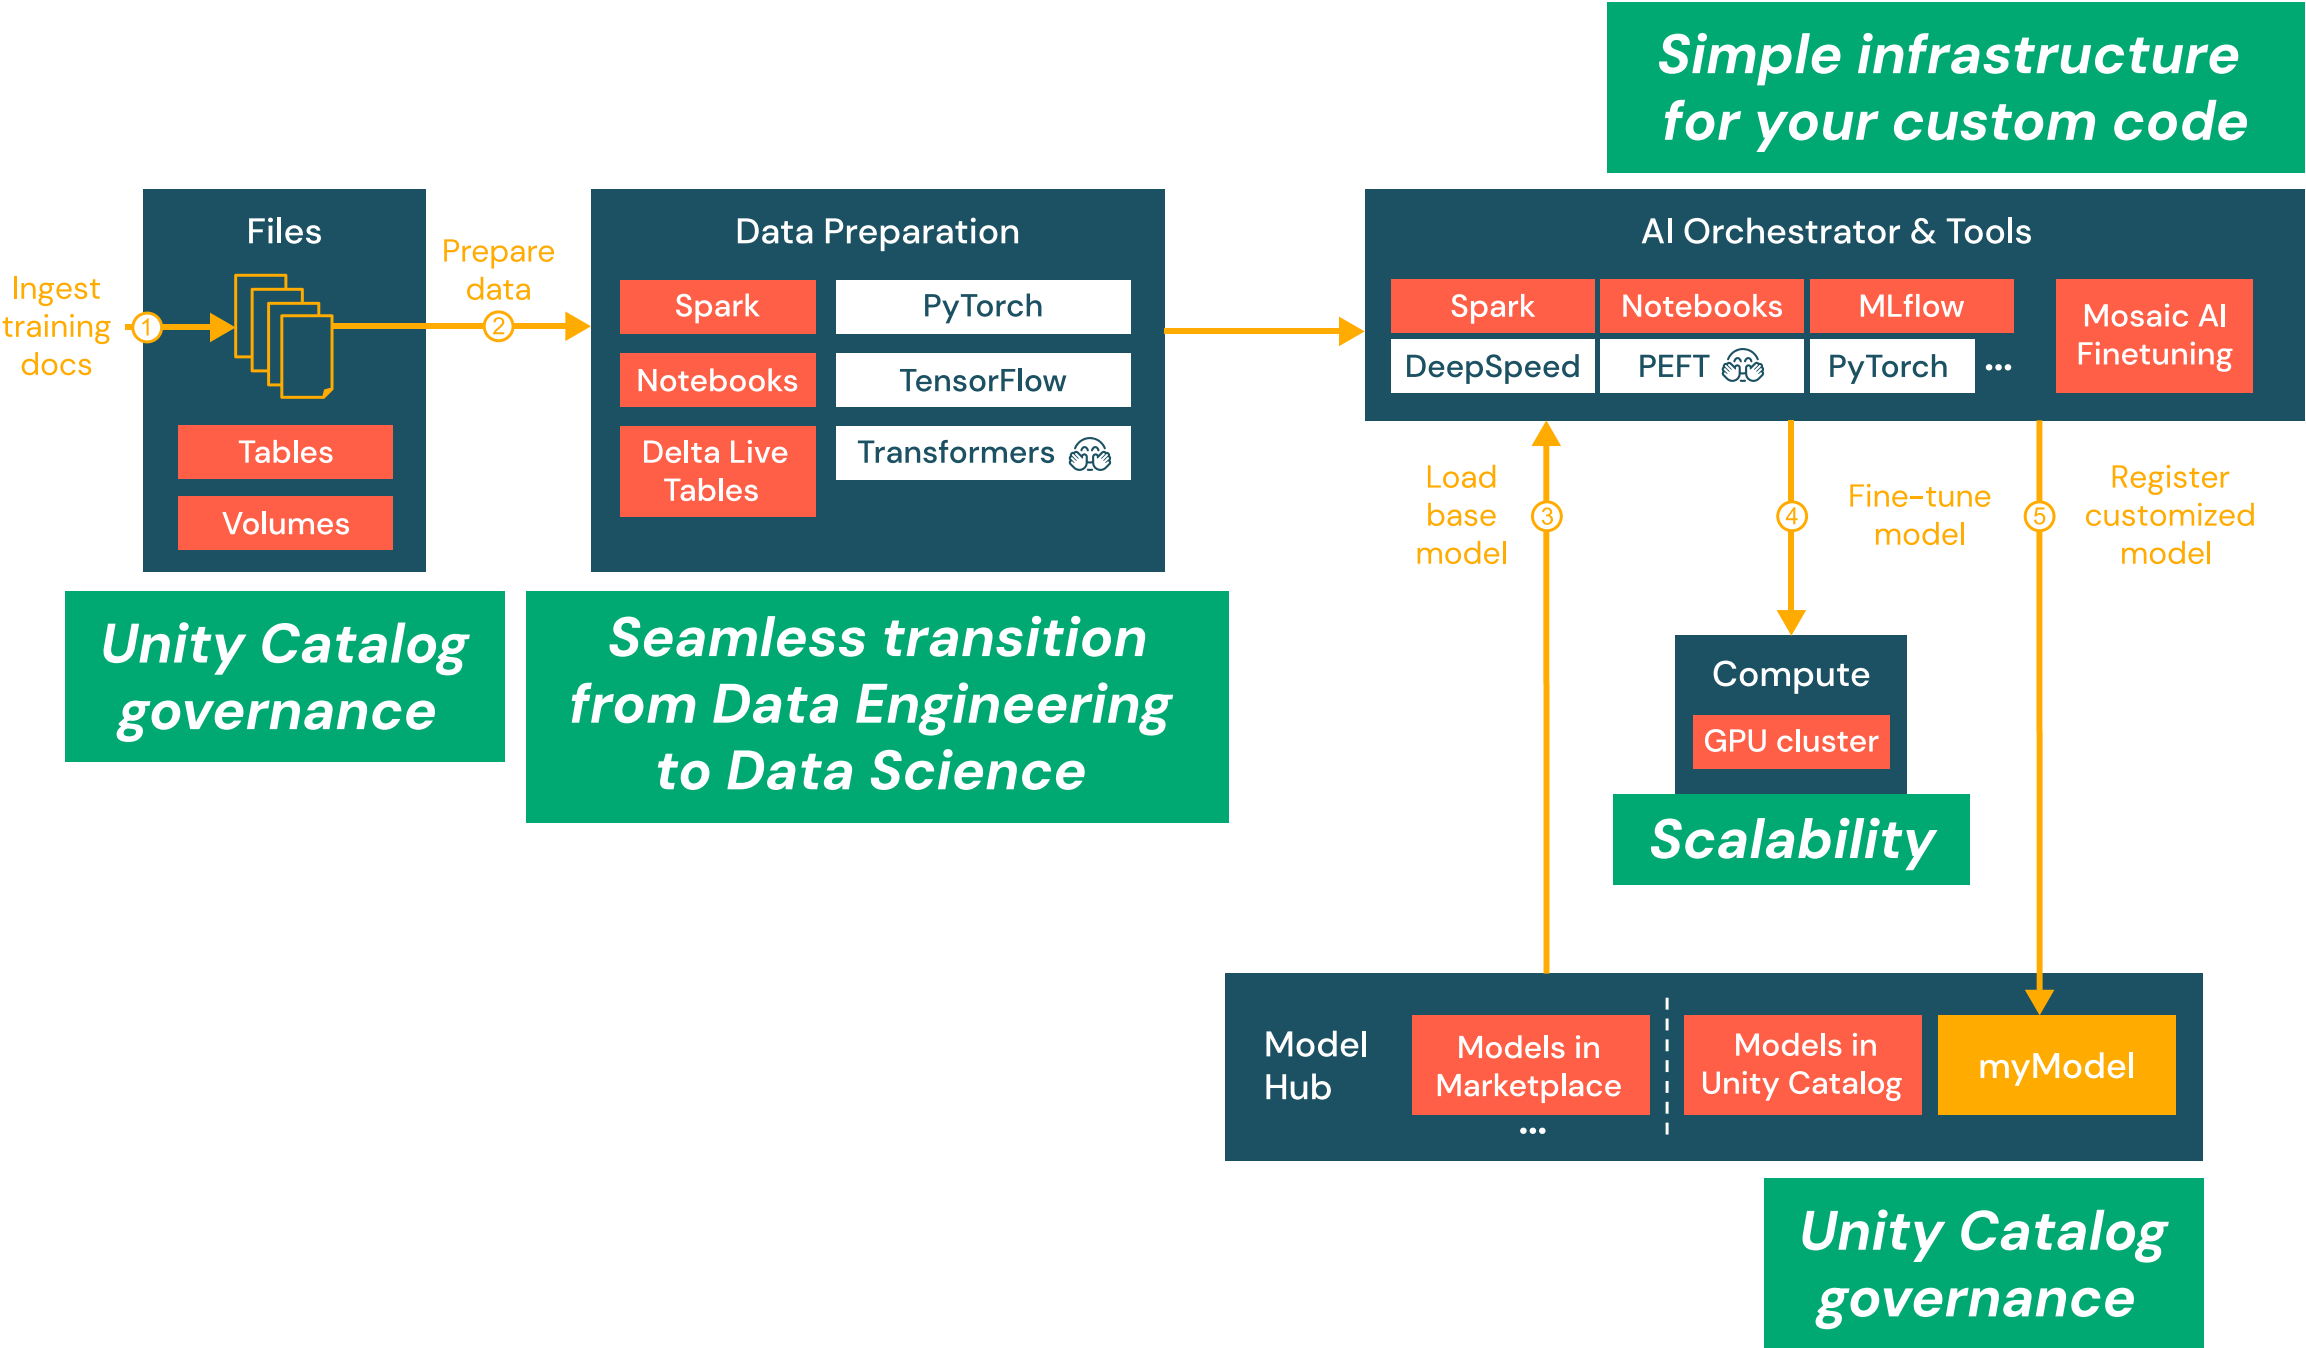 Simple infrastructure
for your custom code
Ingest
training
docs
1
Files
Tables
Volumes
Unity Catalog
governance
Prepare
data
2
Data Preparation
Spark
PyTorch
Notebooks
TensorFlow
Delta Live
Tables
Transformers
Seamless transition
from Data Engineering
to Data Science
AI Orchestrator & Tools
Spark
Notebooks
MLflow
DeepSpeed
PEFT
PyTorch
...
Mosaic AI
Finetuning
Load
base
model
3
4
Fine-tune
model
5
Register
customized
model
Compute
GPU cluster
Scalability
Model
Hub
Models in
Marketplace
...
Models in
Unity Catalog
myModel
Unity Catalog
governance